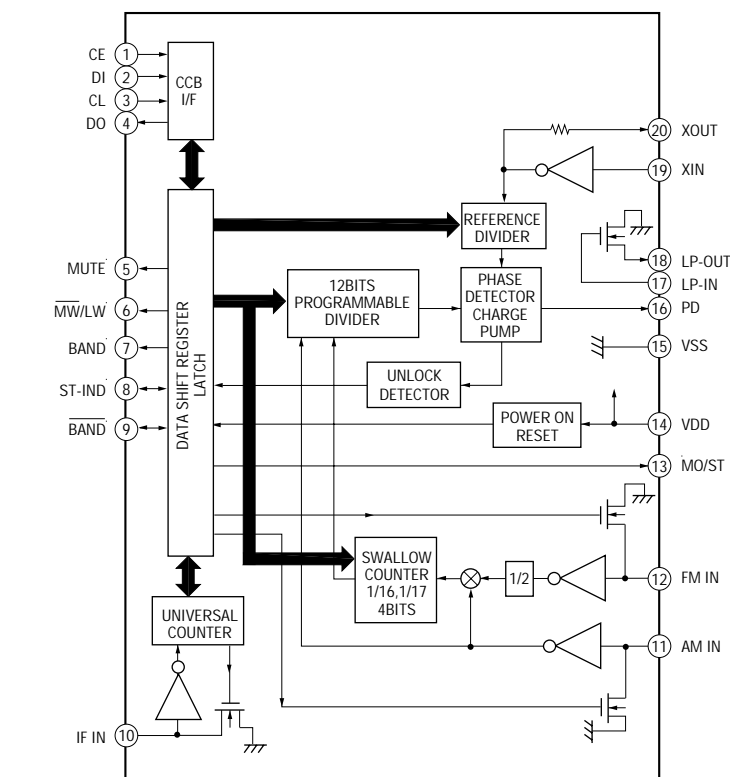 CE 1
DI 2
CL 3
DO 4
CCB
I/F
20 XOUT
19 XIN
REFERENCE
DIVIDER
18 LP-OUT
17 LP-IN
16 PD
15 VSS
MUTE 5
MW/LW 6
BAND 7
ST-IND 8
BAND 9
DATA SHIFT REGISTER
LATCH
12BITS
PROGRAMMABLE
DIVIDER
PHASE
DETECTOR
CHARGE
PUMP
UNLOCK
DETECTOR
POWER ON
RESET
14 VDD
13 MO/ST
SWALLOW
COUNTER
1/16,1/17
4BITS
1/2
12 FM IN
11 AM IN
UNIVERSAL
COUNTER
IF IN 10